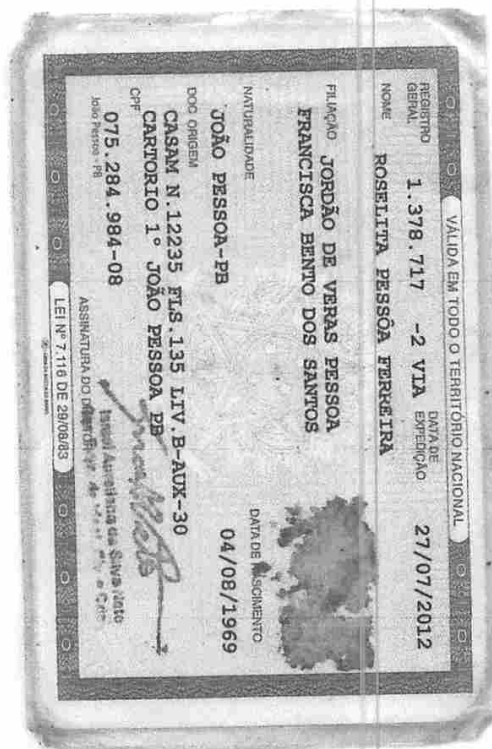 VÁLIDA EM TODO O TERRITÓRIO NACIONAL
REGISTRO GERAL 1.378.717 -2 VIA DATA DE EXPEDIÇÃO 27/07/2012
NOME ROSELITA PESSÔA FERREIRA
FILIAÇÃO JORDÃO DE VERAS PESSOA
FRANCISCA BENTO DOS SANTOS
NATURALIDADE DATA DE NASCIMENTO
JOÃO PESSOA-PB 04/08/1969
DOC ORIGEM
CASAM N.12235 FLS.135 LIV.B-AUX-30
CARTORIO 1º JOÃO PESSOA PB
CPF 075.284.984-08
João Pessoa - PB
ASSINATURA DO
LEI Nº 7.116 DE 29/08/83